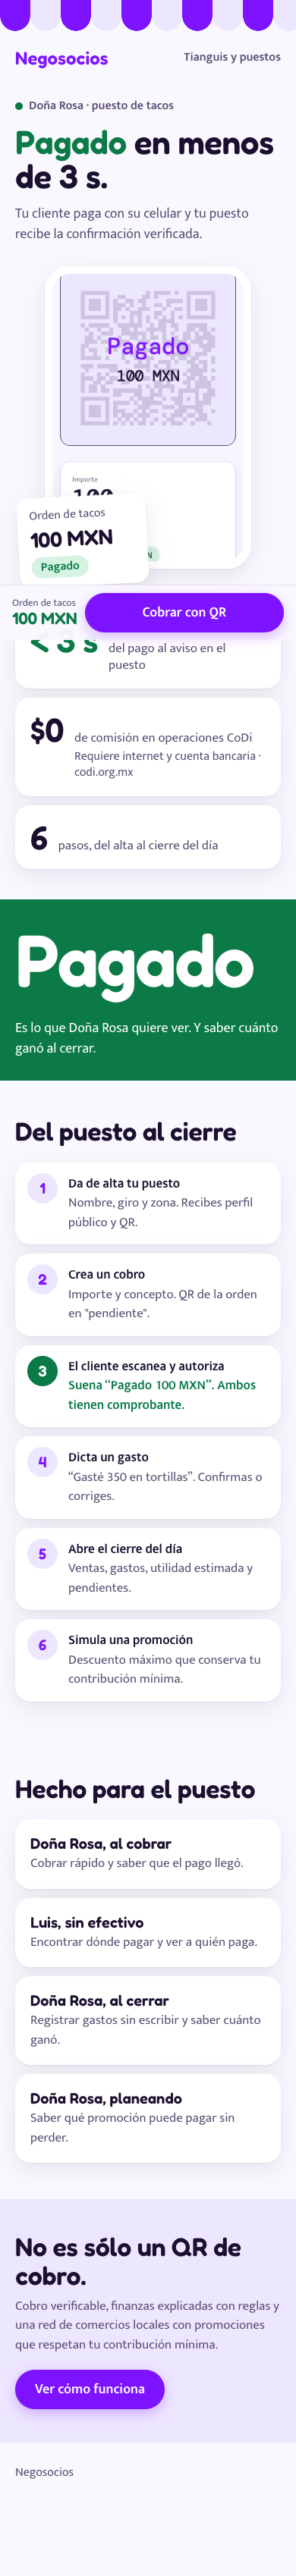 Negosocios
Tianguis y puestos
Doña Rosa · puesto de tacos
Pagado en menos
de 3 s.
Tu cliente paga con su celular y tu puesto
recibe la confirmación verificada.
Pagado
100 MXN
Importe
100
Orden de tacos
100 MXN
Pagado
Orden de tacos
100 MXN
Cobrar con QR
< 3 s
del pago al aviso en el
puesto
$0
de comisión en operaciones CoDi
Requiere internet y cuenta bancaria ·
codi.org.mx
6
pasos, del alta al cierre del día
Pagado
Es lo que Doña Rosa quiere ver. Y saber cuánto
ganó al cerrar.
Del puesto al cierre
1
Da de alta tu puesto
Nombre, giro y zona. Recibes perfil
público y QR.
2
Crea un cobro
Importe y concepto. QR de la orden
en "pendiente".
3
El cliente escanea y autoriza
Suena “Pagado 100 MXN”. Ambos
tienen comprobante.
4
Dicta un gasto
“Gasté 350 en tortillas”. Confirmas o
corriges.
5
Abre el cierre del día
Ventas, gastos, utilidad estimada y
pendientes.
6
Simula una promoción
Descuento máximo que conserva tu
contribución mínima.
Hecho para el puesto
Doña Rosa, al cobrar
Cobrar rápido y saber que el pago llegó.
Luis, sin efectivo
Encontrar dónde pagar y ver a quién paga.
Doña Rosa, al cerrar
Registrar gastos sin escribir y saber cuánto
ganó.
Doña Rosa, planeando
Saber qué promoción puede pagar sin
perder.
No es sólo un QR de
cobro.
Cobro verificable, finanzas explicadas con reglas y
una red de comercios locales con promociones
que respetan tu contribución mínima.
Ver cómo funciona
Negosocios